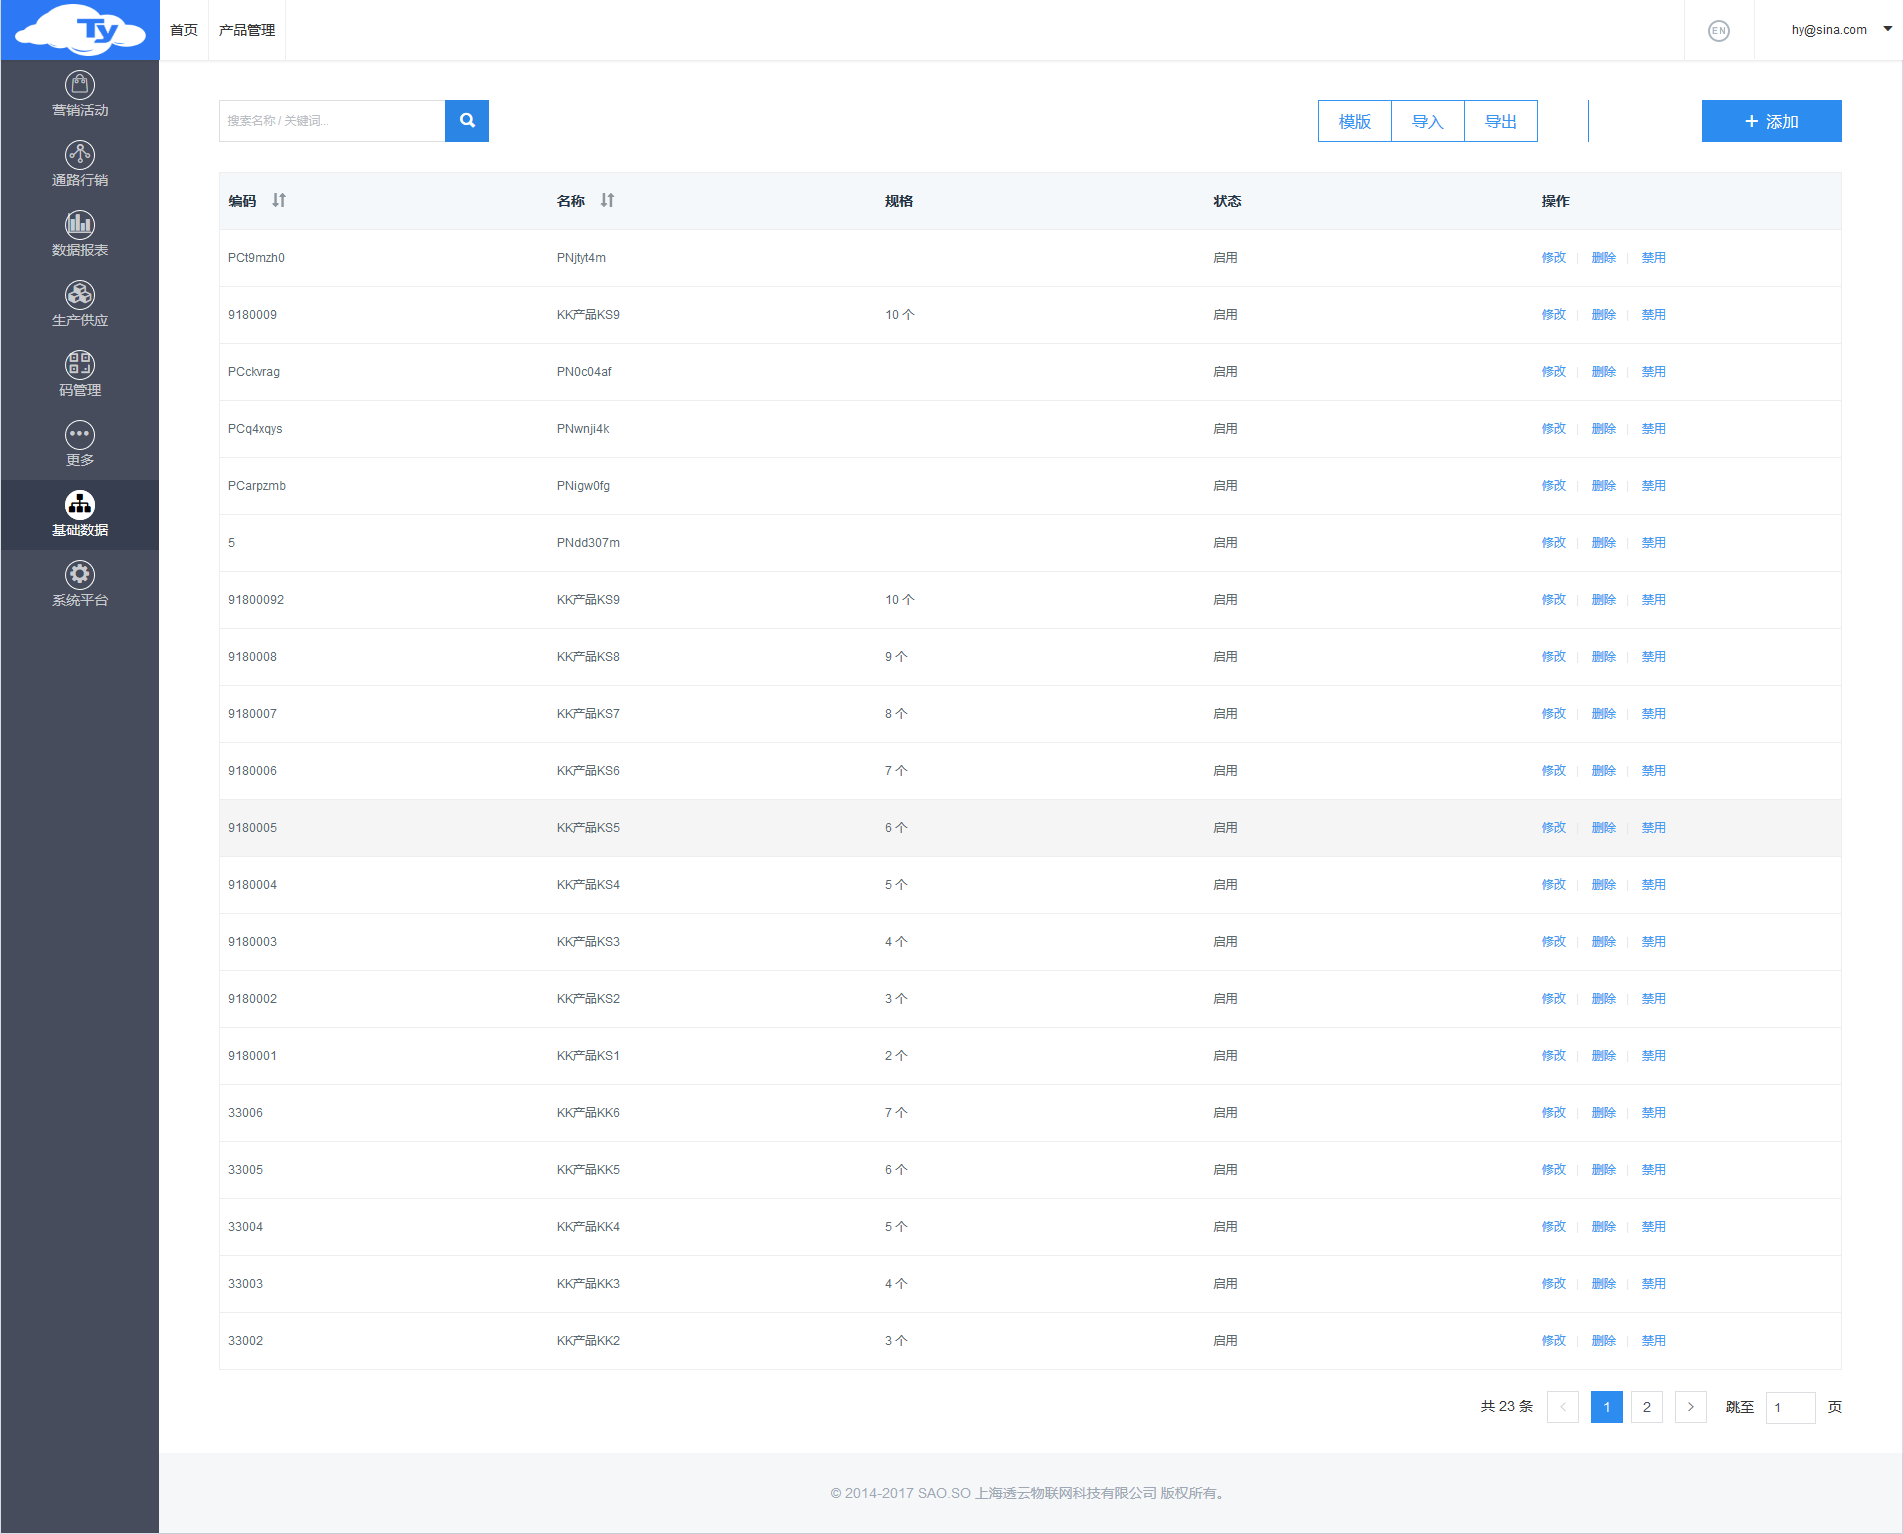 Ty 首页 产品管理 EN hy@sina.com
营销活动
通路行销
数据报表
生产供应
码管理
更多
基础数据
系统平台
搜索名称 / 关键词... 模版 导入 导出 + 添加
编码 名称 规格 状态 操作
PCt9mzh0 PNjtyt4m 启用 修改 删除 禁用
9180009 KK产品KS9 10 个 启用 修改 删除 禁用
PCckvrag PN0c04af 启用 修改 删除 禁用
PCq4xqys PNwnji4k 启用 修改 删除 禁用
PCarpzmb PNigw0fg 启用 修改 删除 禁用
5 PNdd307m 启用 修改 删除 禁用
91800092 KK产品KS9 10 个 启用 修改 删除 禁用
9180008 KK产品KS8 9 个 启用 修改 删除 禁用
9180007 KK产品KS7 8 个 启用 修改 删除 禁用
9180006 KK产品KS6 7 个 启用 修改 删除 禁用
9180005 KK产品KS5 6 个 启用 修改 删除 禁用
9180004 KK产品KS4 5 个 启用 修改 删除 禁用
9180003 KK产品KS3 4 个 启用 修改 删除 禁用
9180002 KK产品KS2 3 个 启用 修改 删除 禁用
9180001 KK产品KS1 2 个 启用 修改 删除 禁用
33006 KK产品KK6 7 个 启用 修改 删除 禁用
33005 KK产品KK5 6 个 启用 修改 删除 禁用
33004 KK产品KK4 5 个 启用 修改 删除 禁用
33003 KK产品KK3 4 个 启用 修改 删除 禁用
33002 KK产品KK2 3 个 启用 修改 删除 禁用
共 23 条 < 1 2 > 跳至 1 页
© 2014-2017 SAO.SO 上海透云物联网科技有限公司 版权所有。